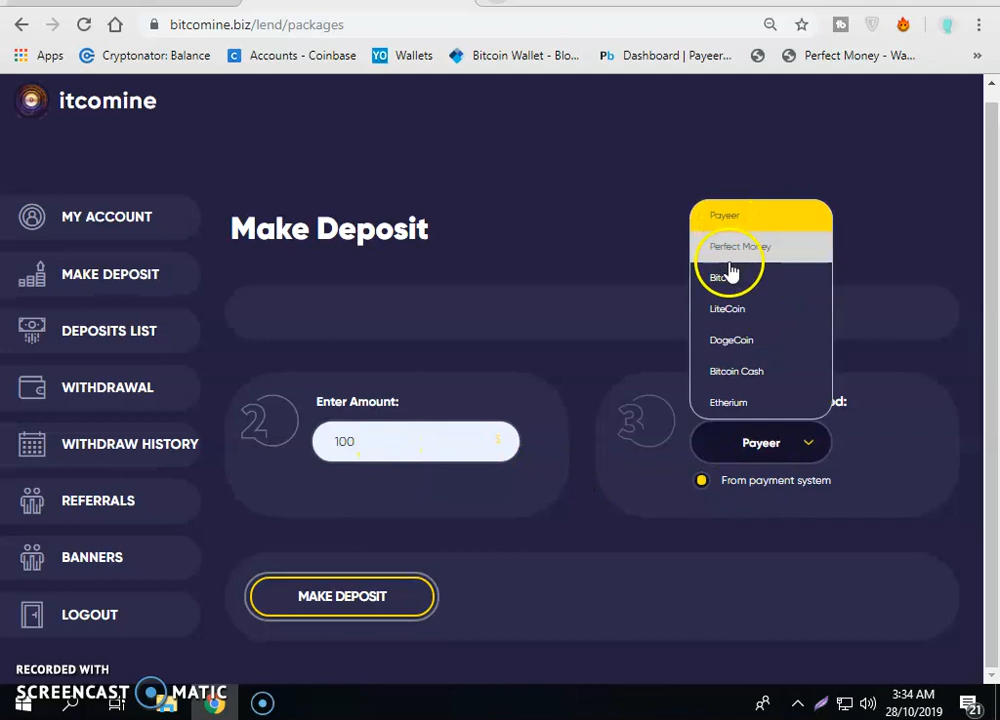 bitcomine.biz/lend/packages
Apps
Cryptonator: Balance
Accounts - Coinbase
YO Wallets
Bitcoin Wallet - Blo...
Pb Dashboard | Payeer...
Perfect Money - Wa...
»
itcomine
MY ACCOUNT
MAKE DEPOSIT
DEPOSITS LIST
WITHDRAWAL
WITHDRAW HISTORY
REFERRALS
BANNERS
LOGOUT
Make Deposit
2
Enter Amount:
100
$
3
Payeer
Perfect Money
LiteCoin
DogeCoin
Bitcoin Cash
Etherium
Payeer
From payment system
MAKE DEPOSIT
RECORDED WITH
SCREENCAST MATIC
3:34 AM
28/10/2019
21